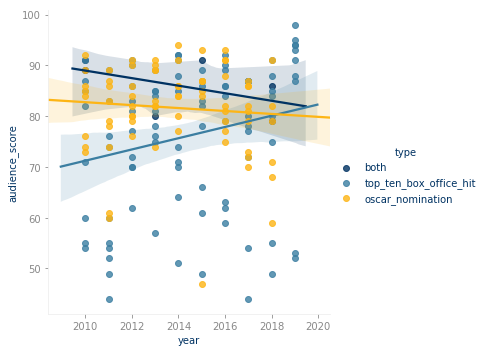 100
90
80
70
60
50
audience_score
2010
2012
2014
2016
2018
2020
year
type
both
top_ten_box_office_hit
oscar_nomination